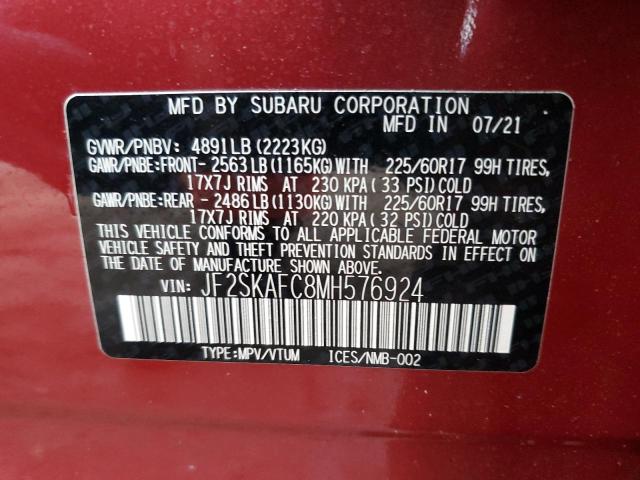 MFD BY SUBARU CORPORATION
MFD IN 07/21
GVWR/PNBV: 4891LB (2223KG)
GAWR/PNBE:FRONT- 2563LB (1165KG)WITH 225/60R17 99H TIRES,
17X7J RIMS AT 230 KPA( 33 PSI)COLD
GAWR/PNBE:REAR - 2486LB (1130KG)WITH 225/60R17 99H TIRES,
17X7J RIMS AT 220 KPA( 32 PSI)COLD
THIS VEHICLE CONFORMS TO ALL APPLICABLE FEDERAL MOTOR
VEHICLE SAFETY AND THEFT PREVENTION STANDARDS
IN EFFECT ON THE DATE OF MANUFACTURE SHOWN ABOVE.
VIN: JF2SKAFC8MH576924
TYPE:MPV/VTUM ICES/NMB-002